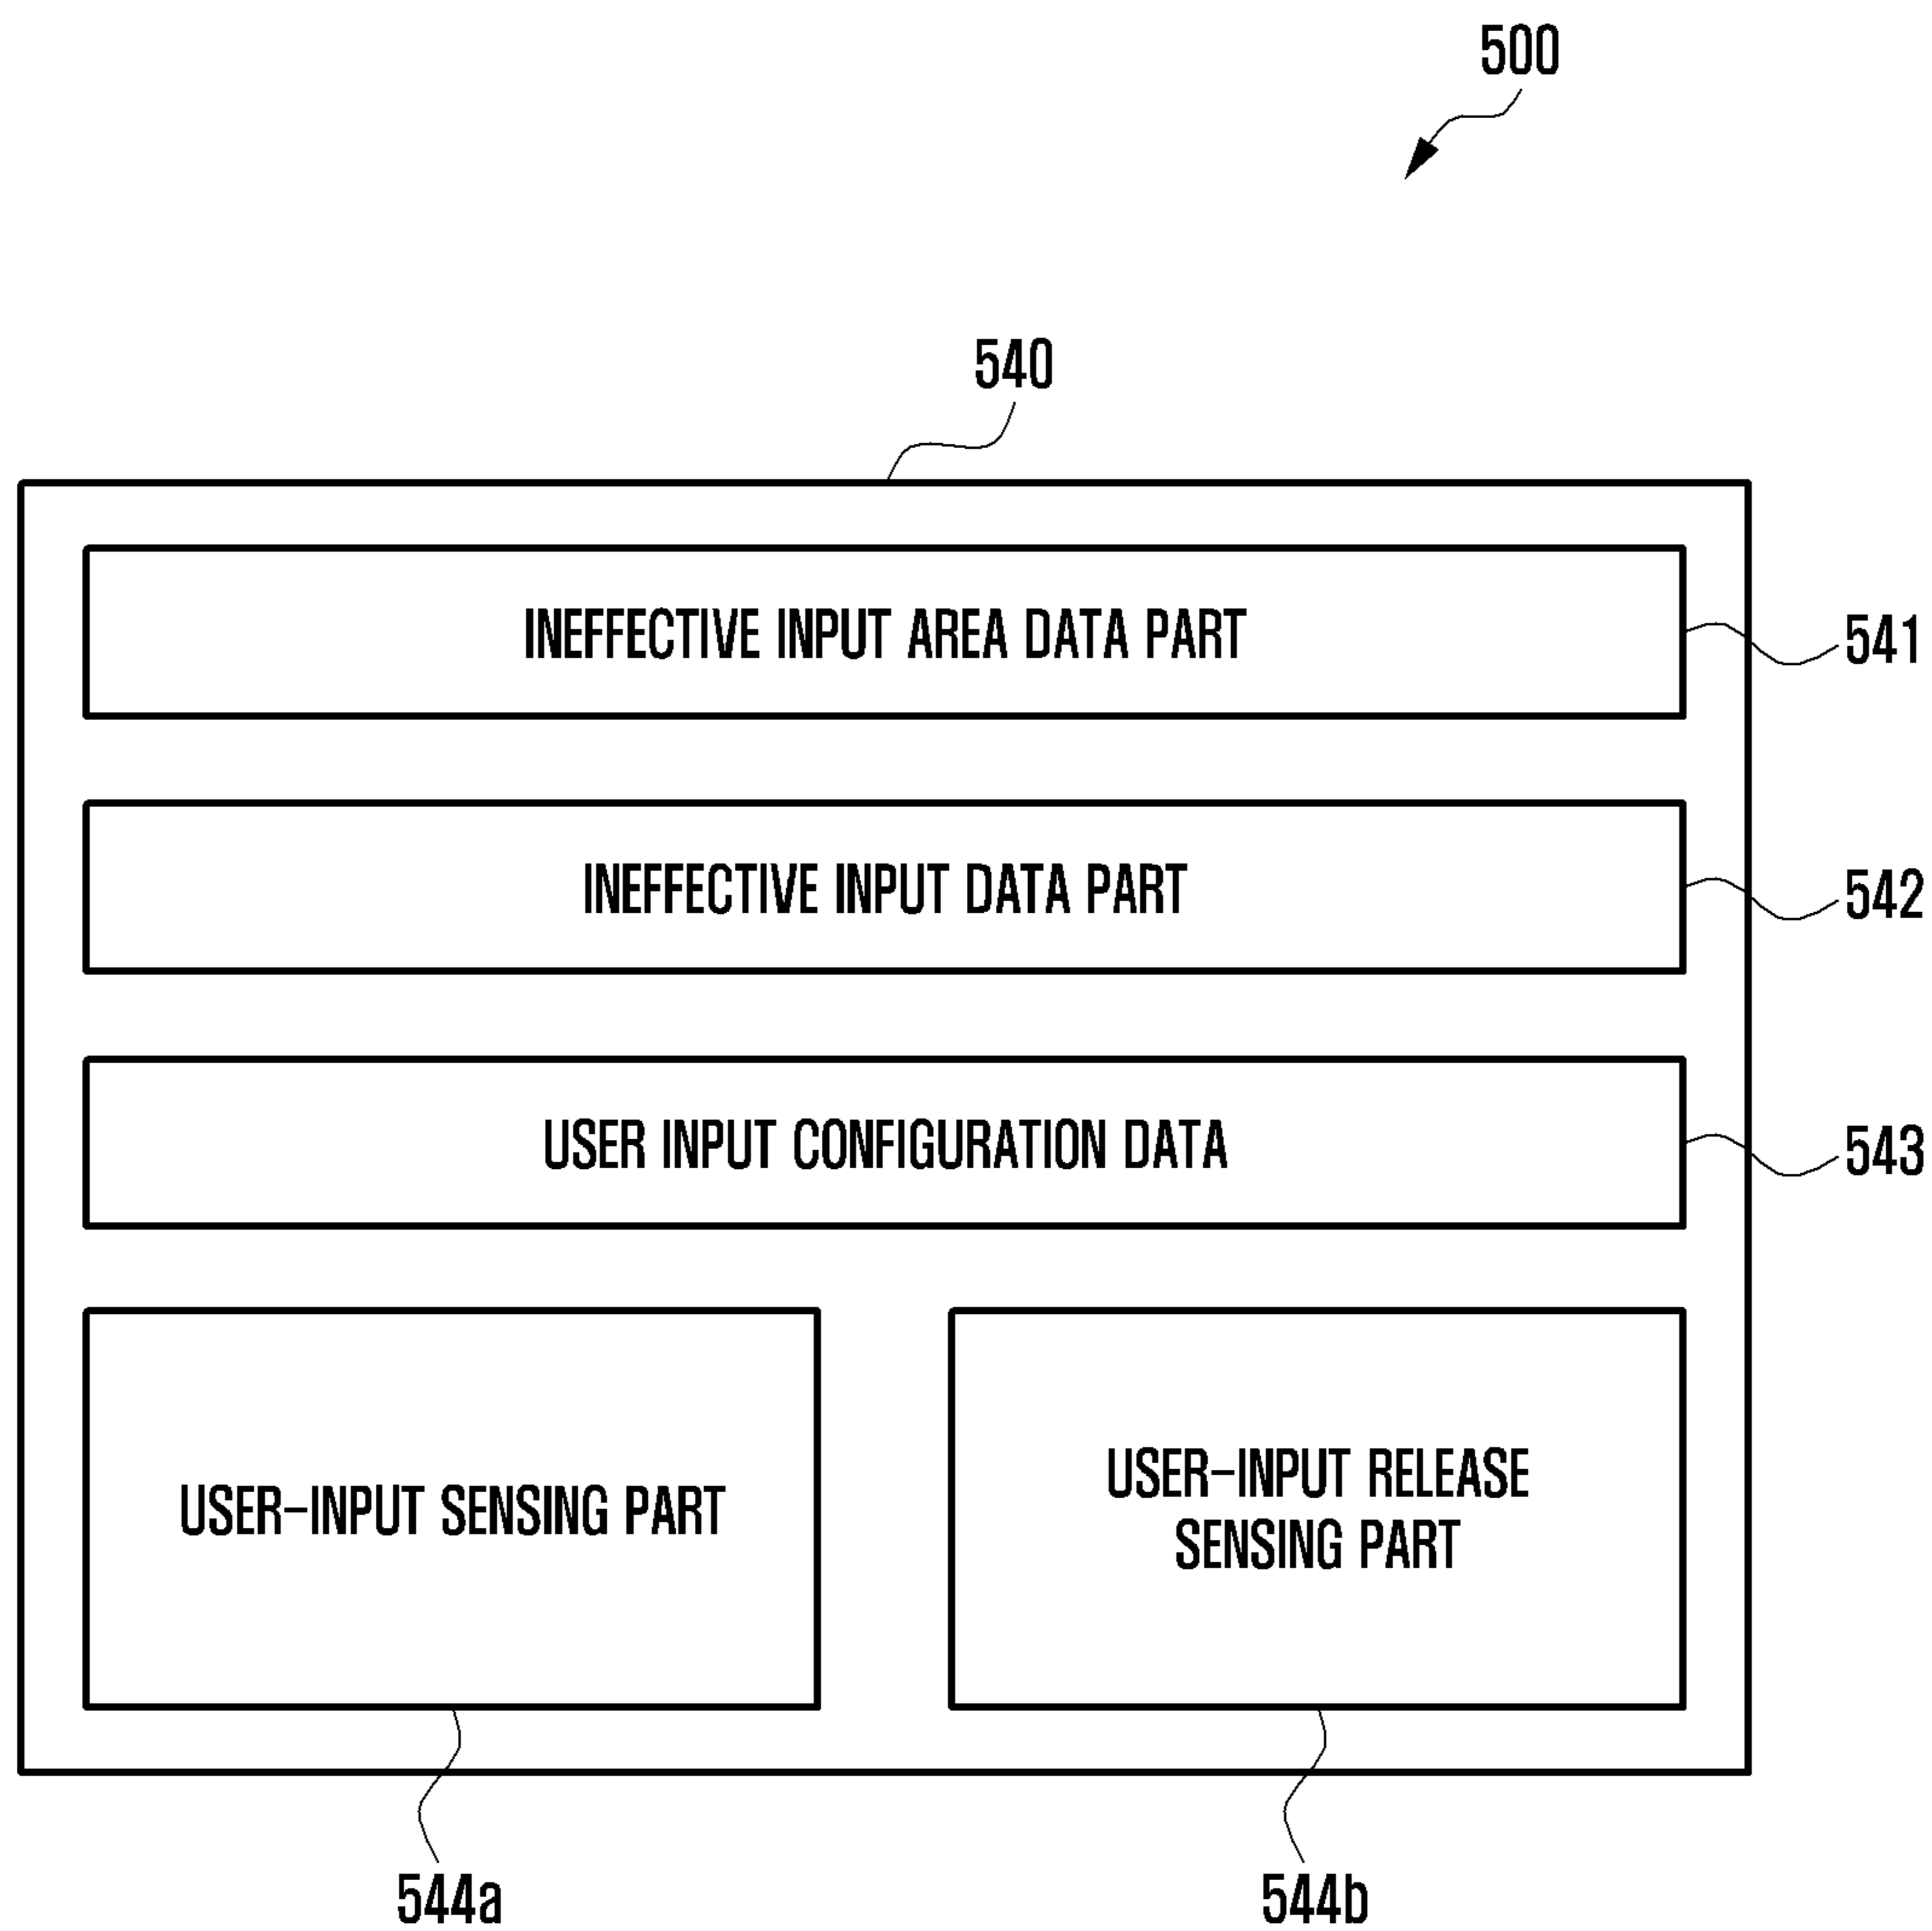 500
540
INEFFECTIVE INPUT AREA DATA PART
541
INEFFECTIVE INPUT DATA PART
542
USER INPUT CONFIGURATION DATA
543
USER-INPUT SENSING PART
USER-INPUT RELEASE
SENSING PART
544a
544b